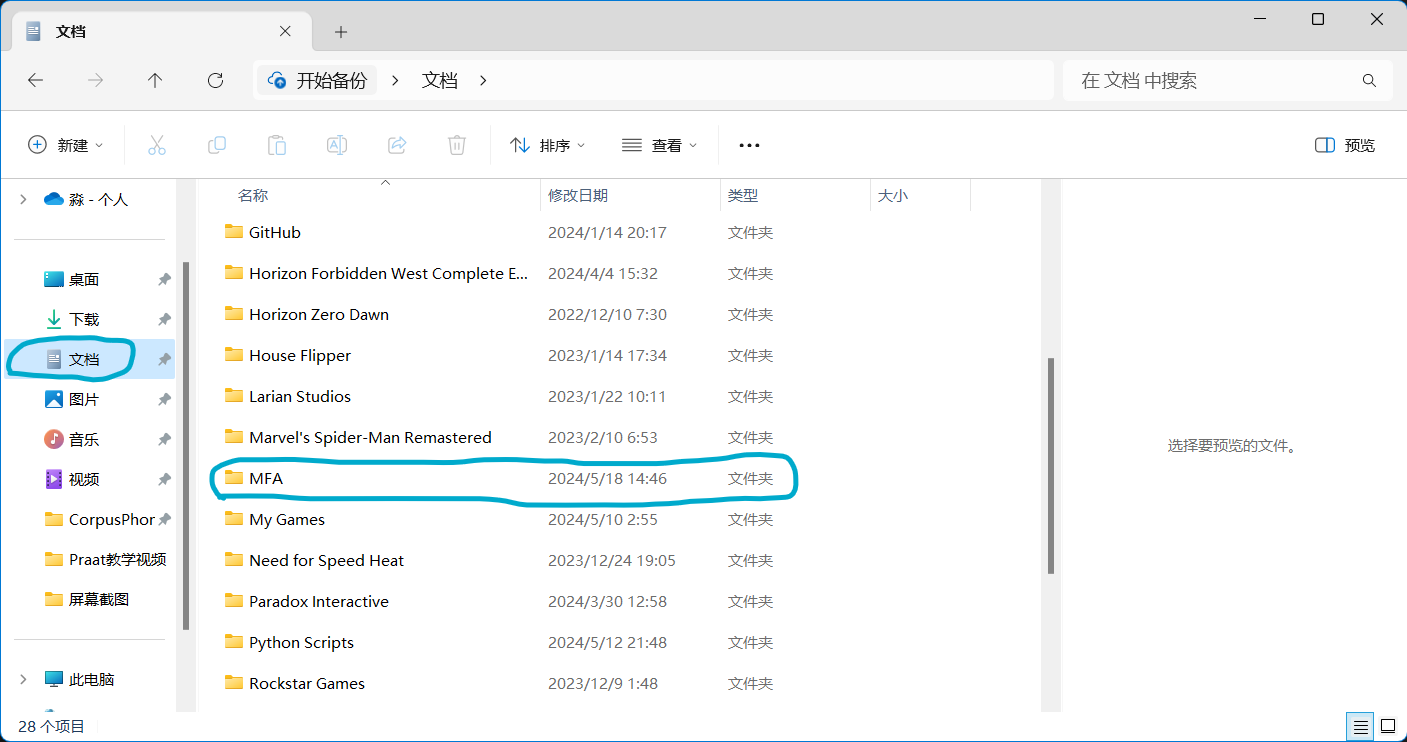 文档
开始备份 > 文档 >
在 文档 中搜索
新建
排序
查看
预览
淼 - 个人
桌面
下载
文档
图片
音乐
视频
CorpusPhor
Praat教学视频
屏幕截图
此电脑
名称 修改日期 类型 大小
GitHub 2024/1/14 20:17 文件夹
Horizon Forbidden West Complete E... 2024/4/4 15:32 文件夹
Horizon Zero Dawn 2022/12/10 7:30 文件夹
House Flipper 2023/1/14 17:34 文件夹
Larian Studios 2023/1/22 10:11 文件夹
Marvel's Spider-Man Remastered 2023/2/10 6:53 文件夹
MFA 2024/5/18 14:46 文件夹
My Games 2024/5/10 2:55 文件夹
Need for Speed Heat 2023/12/24 19:05 文件夹
Paradox Interactive 2024/3/30 12:58 文件夹
Python Scripts 2024/5/12 21:48 文件夹
Rockstar Games 2023/12/9 1:48 文件夹
选择要预览的文件。
28 个项目